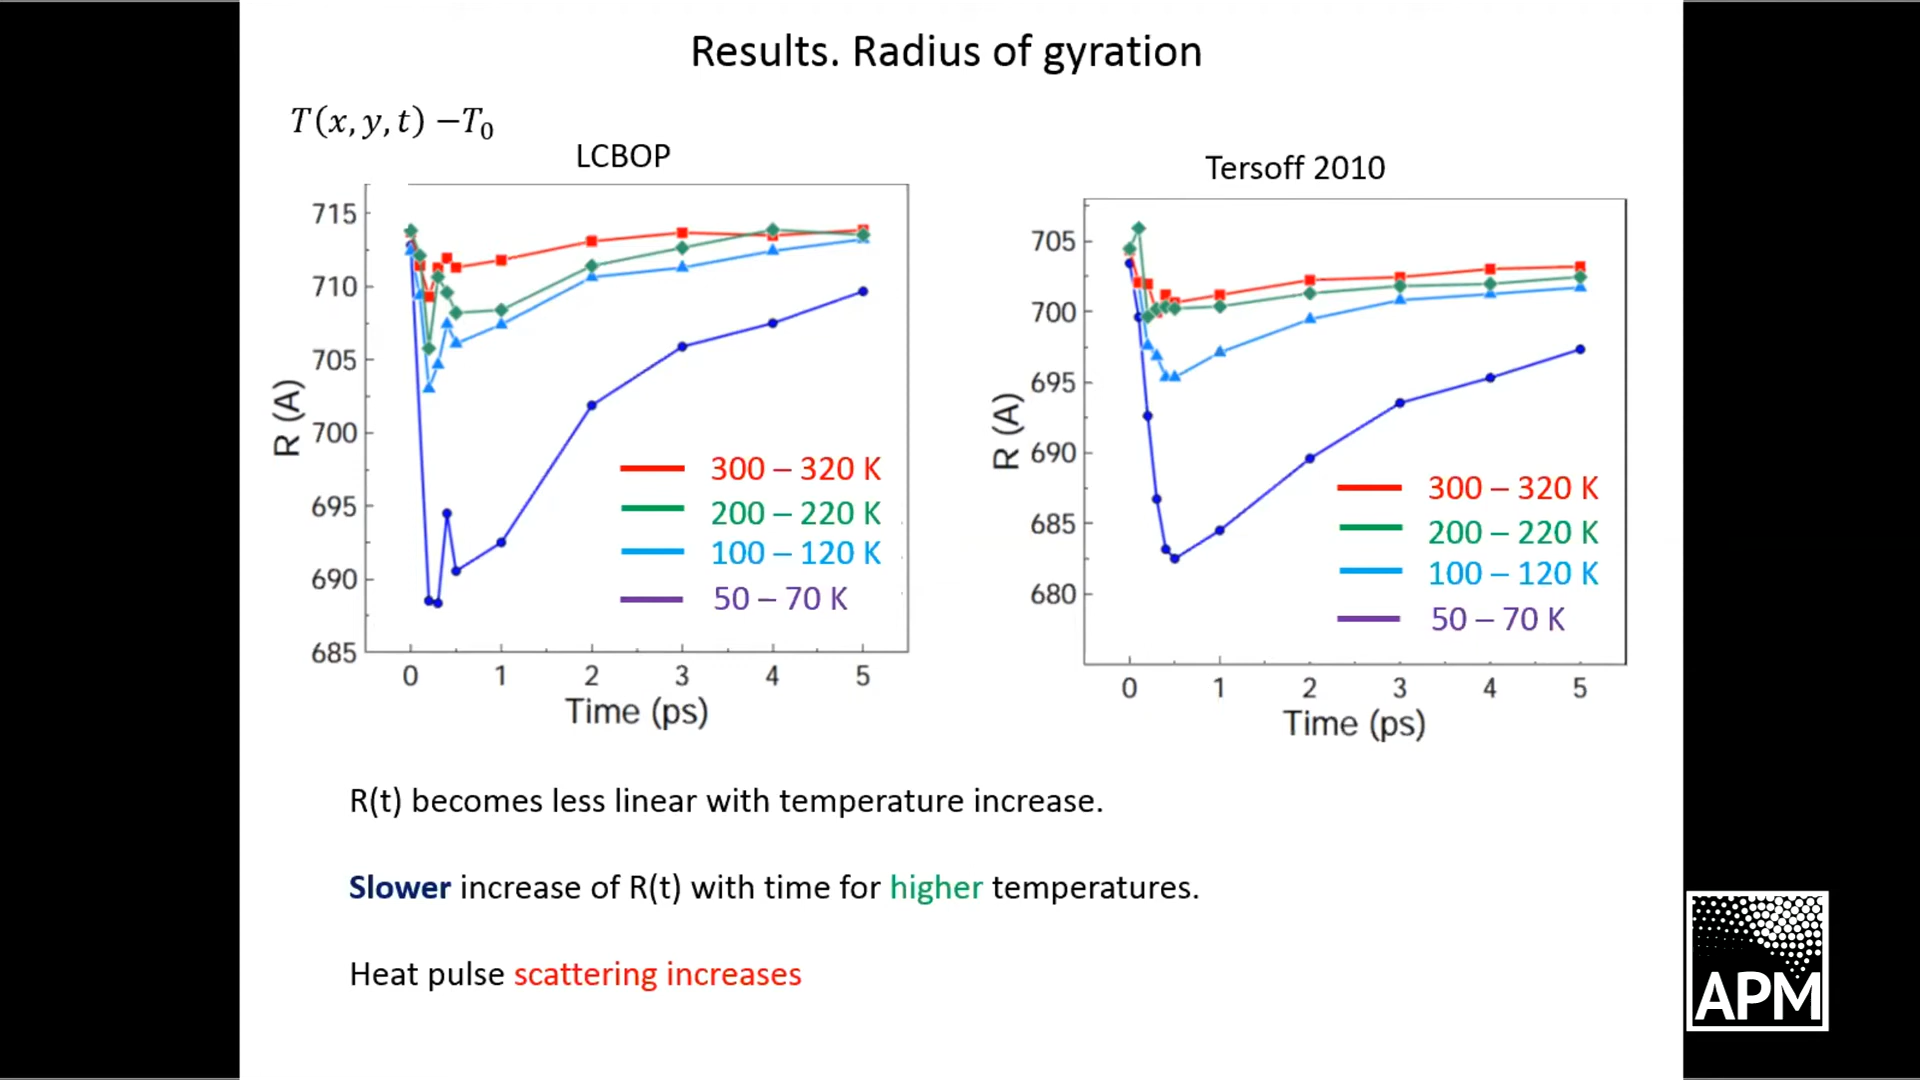 Results. Radius of gyration
T(x, y, t) −T₀
LCBOP
715
710
705
700
695
690
685
R (A)
300 – 320 K
200 – 220 K
100 – 120 K
50 – 70 K
0 1 2 3 4 5
Time (ps)
Tersoff 2010
705
700
695
690
685
680
R (A)
300 – 320 K
200 – 220 K
100 – 120 K
50 – 70 K
0 1 2 3 4 5
Time (ps)
R(t) becomes less linear with temperature increase.
Slower increase of R(t) with time for higher temperatures.
Heat pulse scattering increases
APM